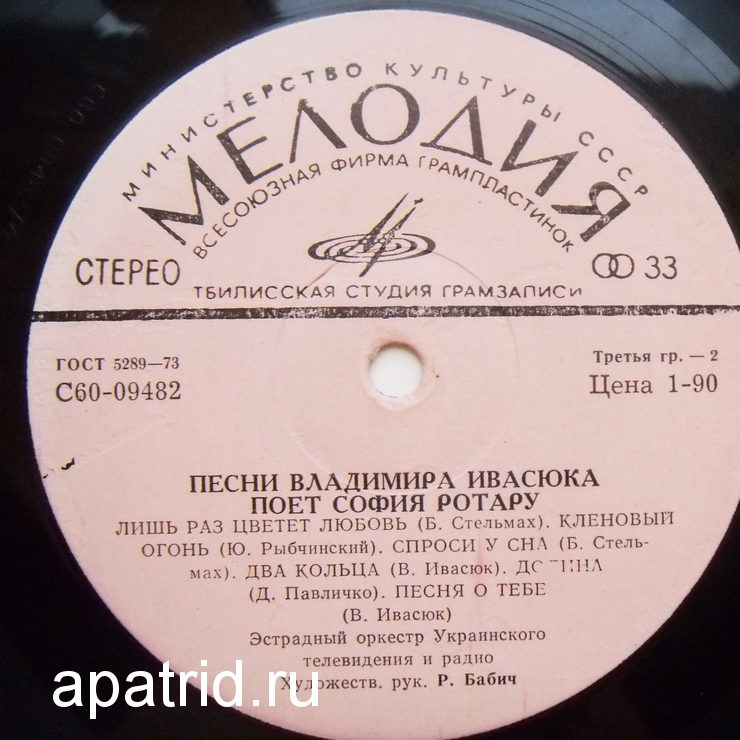 МИНИСТЕРСТВО КУЛЬТУРЫ СССР
МЕЛОДИЯ
ВСЕСОЮЗНАЯ ФИРМА ГРАМПЛАСТИНОК
СТЕРЕО
33
ТБИЛИССКАЯ СТУДИЯ ГРАМЗАПИСИ
ГОСТ 5289—73
Третья гр. — 2
С60-09482
Цена 1-90
ПЕСНИ ВЛАДИМИРА ИВАСЮКА
ПОЕТ СОФИЯ РОТАРУ
ЛИШЬ РАЗ ЦВЕТЕТ ЛЮБОВЬ (Б. Стельмах). КЛЕНОВЫЙ
ОГОНЬ (Ю. Рыбчинский). СПРОСИ У СНА (Б. Стель-
мах). ДВА КОЛЬЦА (В. Ивасюк).
(Д. Павличко). ПЕСНЯ О ТЕБЕ
(В. Ивасюк)
Эстрадный оркестр Украинского
телевидения и радио
Художеств. рук. Р. Бабич
apatrid.ru